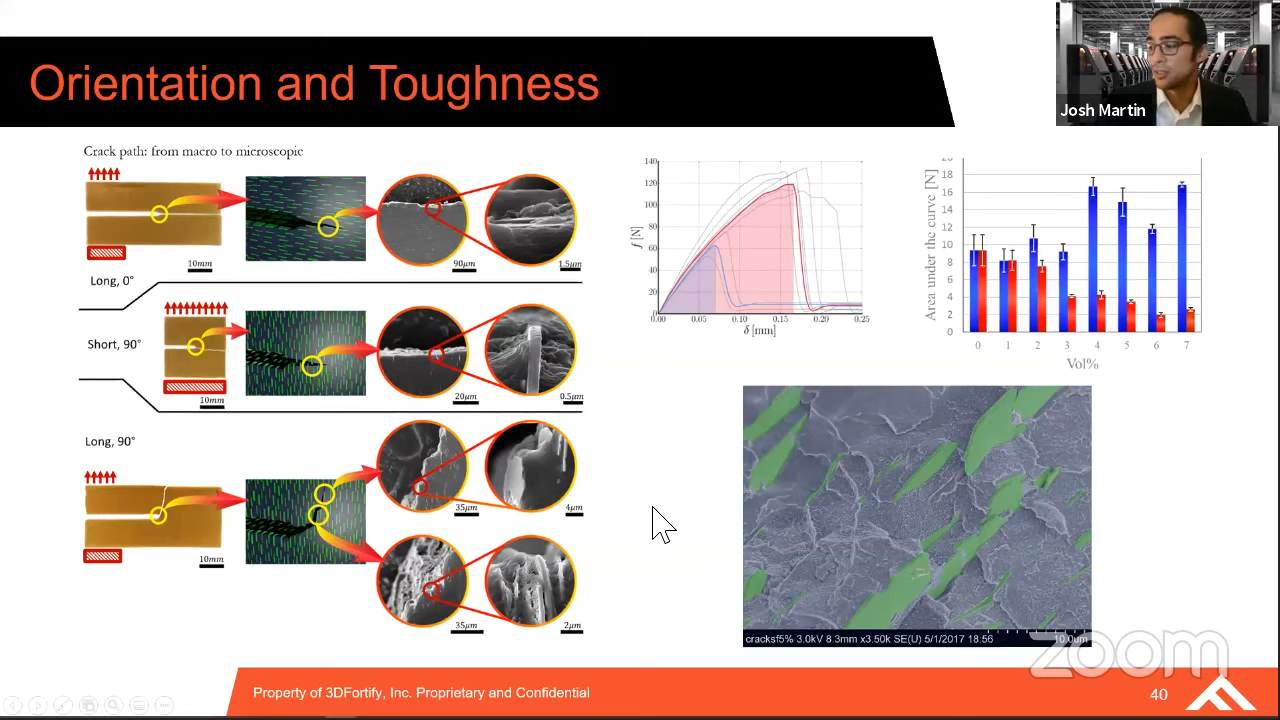 Orientation and Toughness
Josh Martin
Crack path: from macro to microscopic
10mm
90μm
1.5μm
Long, 0°
Short, 90°
10mm
20μm
0.5μm
Long, 90°
35μm
4μm
10mm
35μm
2μm
140
120
100
80
60
40
20
0
f [N]
0.00 0.05 0.10 0.15 0.20 0.25
δ [mm]
20
18
16
14
12
10
8
6
4
2
0
Area under the curve [N]
0 1 2 3 4 5 6 7
Vol%
cracksf5% 3.0kV 8.3mm x3.50k SE(U) 5/1/2017 18:56 10.0um
zoom
Property of 3DFortify, Inc. Proprietary and Confidential
40